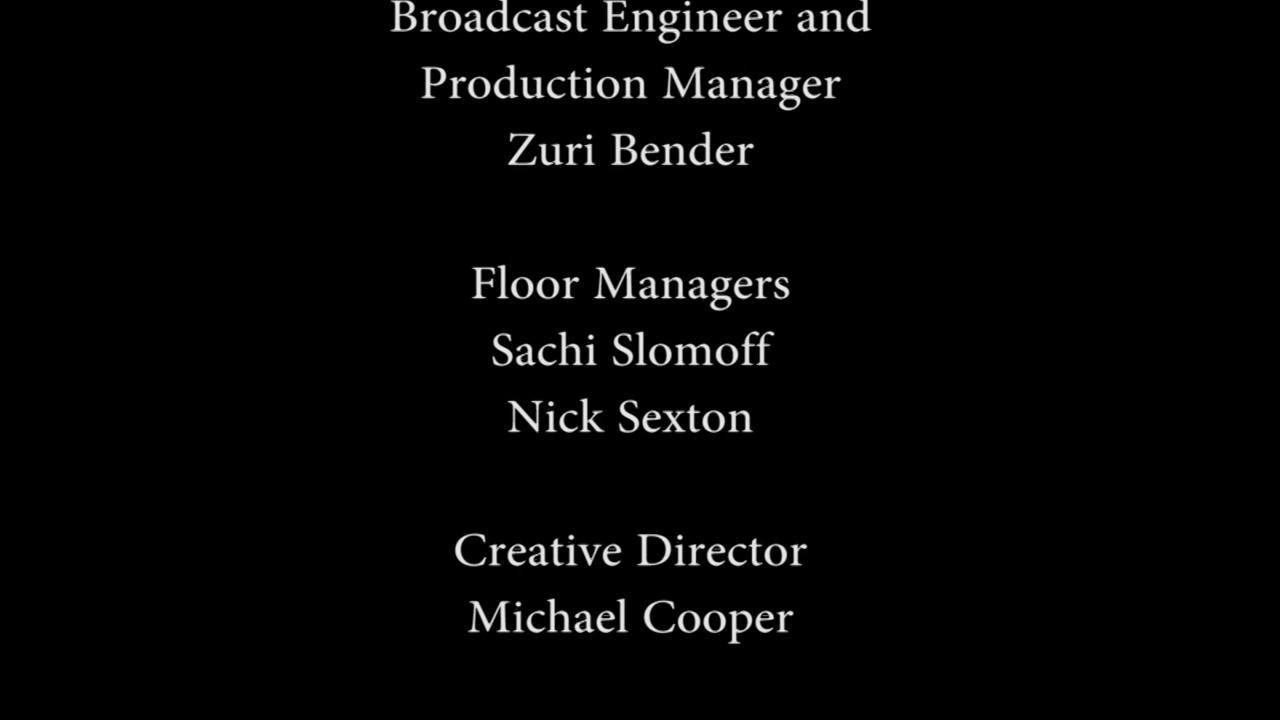 Broadcast Engineer and
Production Manager
Zuri Bender
Floor Managers
Sachi Slomoff
Nick Sexton
Creative Director
Michael Cooper